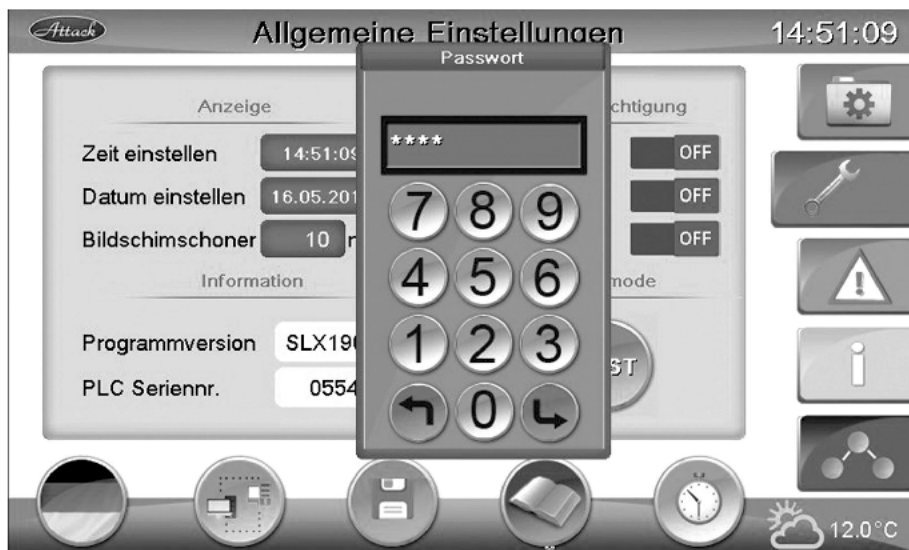 Attack
Allgemeine Einstellungen
14:51:09
Passwort
****
7 8 9
4 5 6
1 2 3
0
Anzeige
Zeit einstellen 14:51:09
Datum einstellen 16.05.201
Bildschimschoner 10
Information
Programmversion SLX190
PLC Seriennr. 0554
chtigung
OFF
OFF
OFF
mode
ST
12.0°C